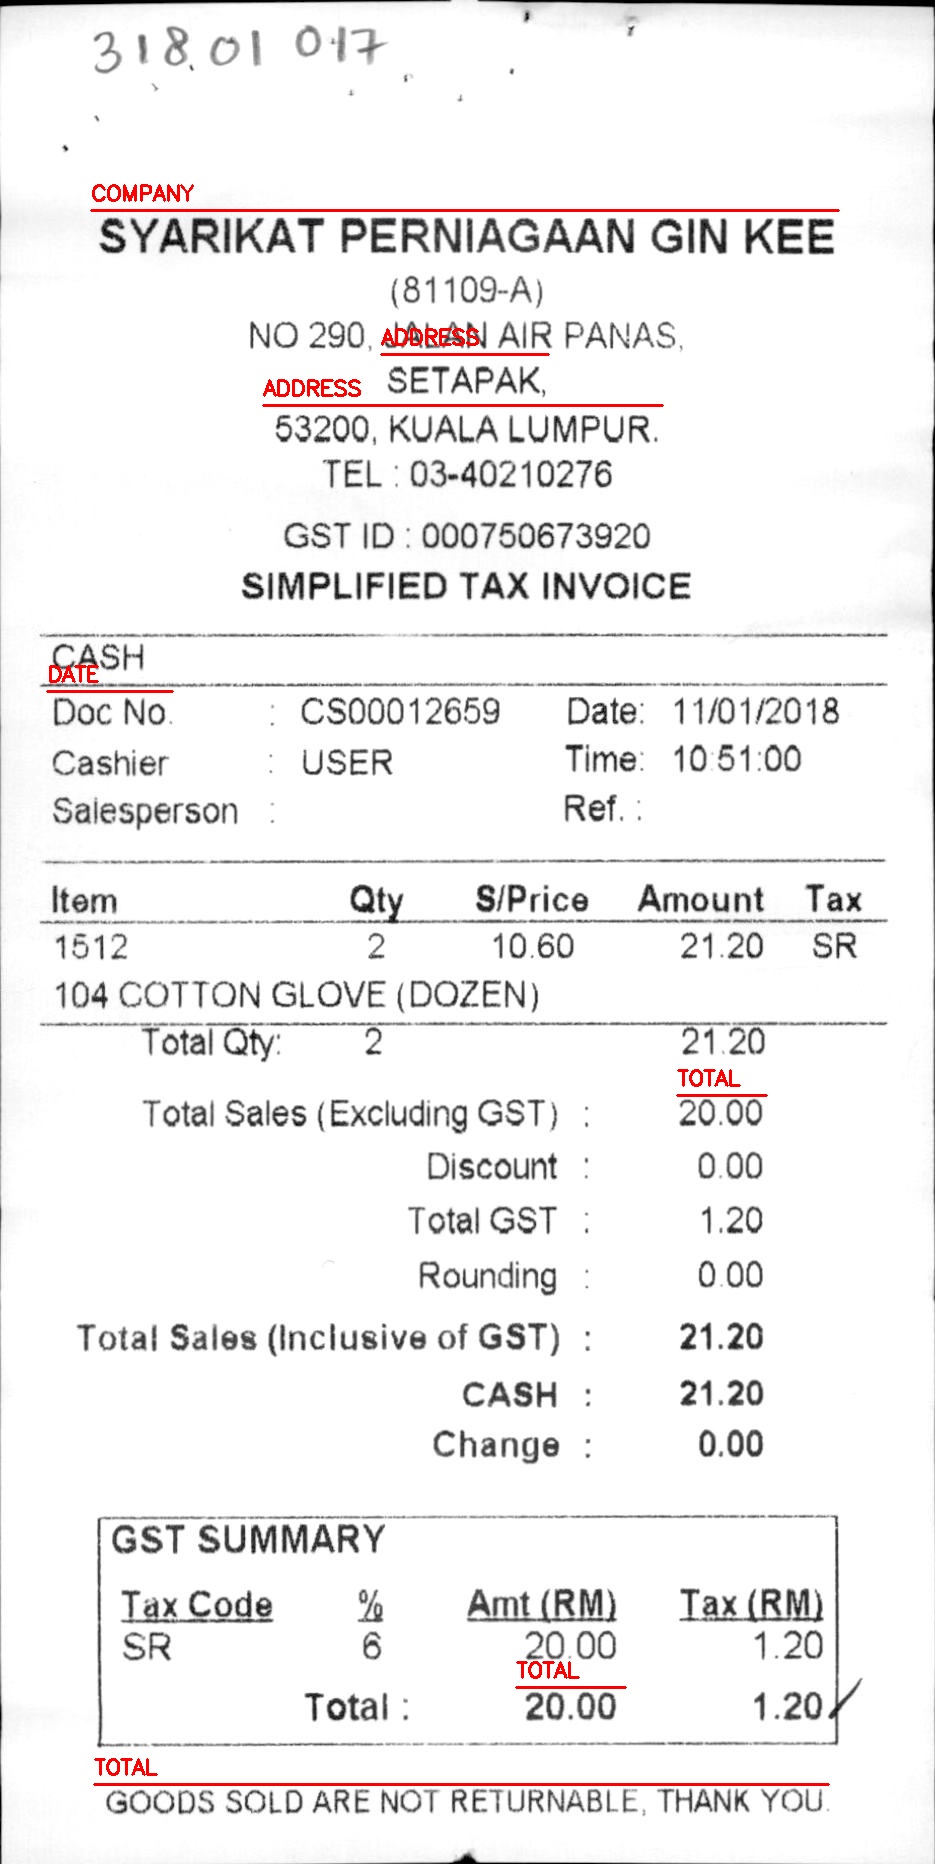 318.01 017
COMPANY
SYARIKAT PERNIAGAAN GIN KEE
(81109-A)
NO 290, JALAN AIR PANAS,
ADDRESS
ADDRESS SETAPAK,
53200, KUALA LUMPUR.
TEL : 03-40210276
GST ID : 000750673920
SIMPLIFIED TAX INVOICE
CASH
DATE
Doc No. : CS00012659 Date: 11/01/2018
Cashier : USER Time: 10:51:00
Salesperson : Ref. :
Item Qty S/Price Amount Tax
1512 2 10.60 21.20 SR
104 COTTON GLOVE (DOZEN)
Total Qty: 2 21.20
TOTAL
Total Sales (Excluding GST) : 20.00
Discount : 0.00
Total GST : 1.20
Rounding : 0.00
Total Sales (Inclusive of GST) : 21.20
CASH : 21.20
Change : 0.00
GST SUMMARY
Tax Code % Amt (RM) Tax (RM)
SR 6 20.00 1.20
TOTAL
Total : 20.00 1.20
TOTAL
GOODS SOLD ARE NOT RETURNABLE, THANK YOU.